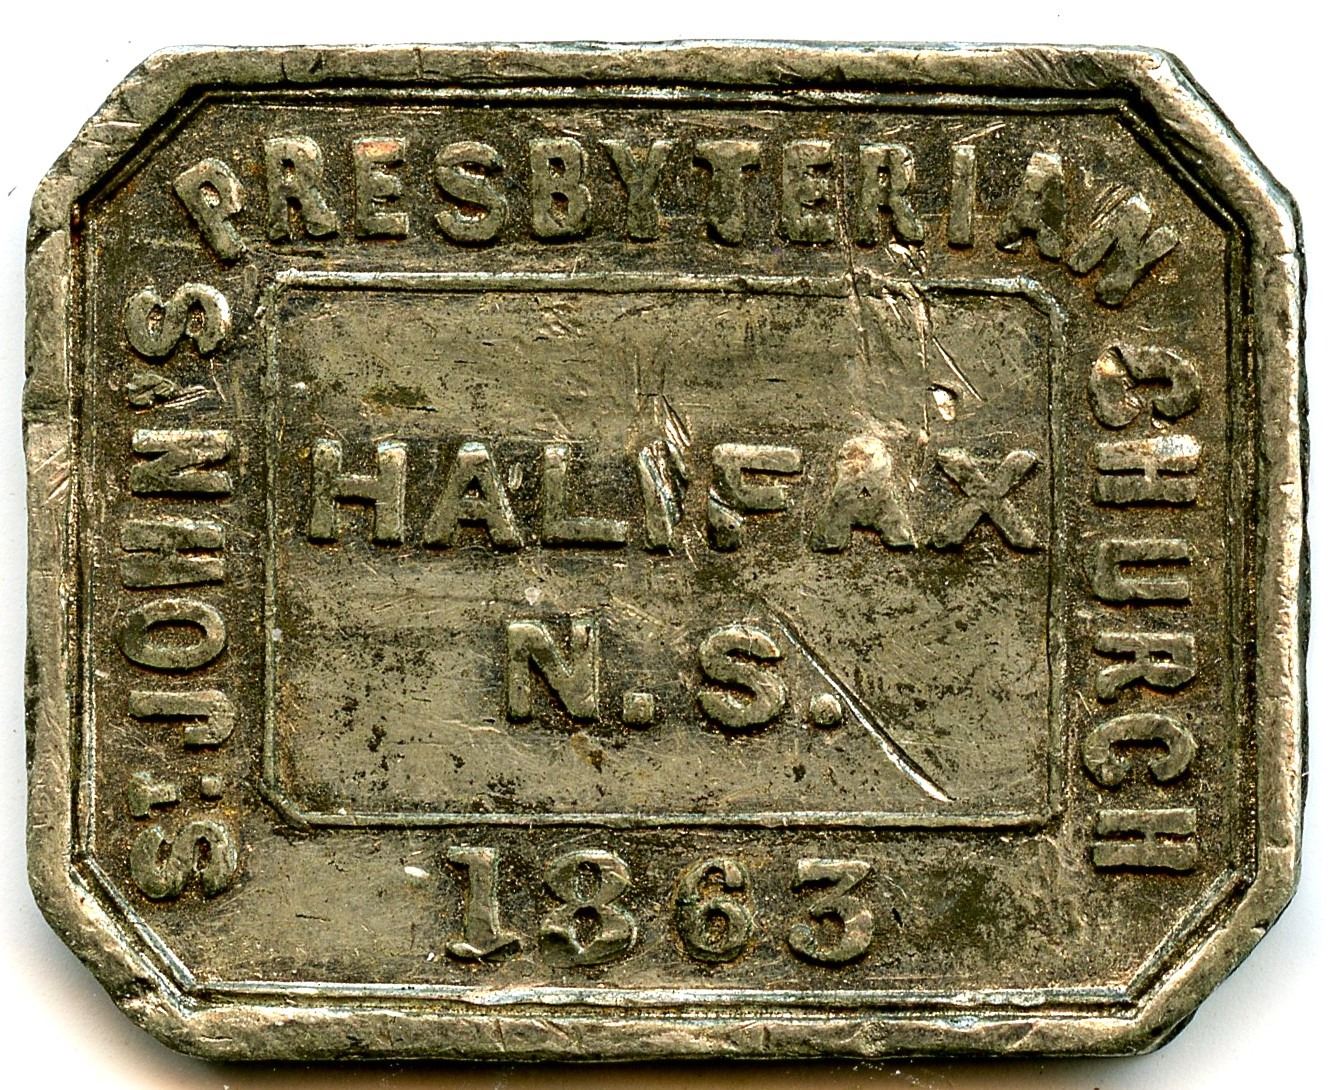 ST. JOHN'S PRESBYTERIAN CHURCH
HALIFAX
N.S.
1863